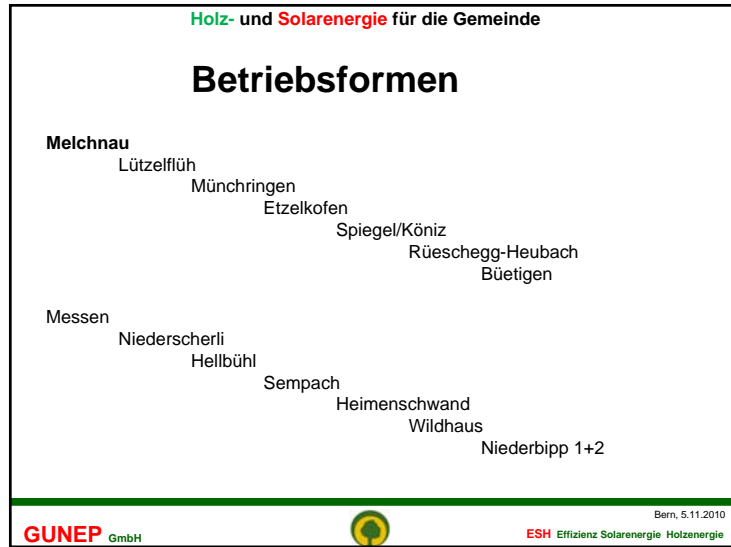 Holz- und Solarenergie für die Gemeinde
Betriebsformen
Melchnau
Lützelflüh
Münchringen
Etzelkofen
Spiegel/Köniz
Rüeschegg-Heubach
Büetigen
Messen
Niederscherli
Hellbühl
Sempach
Heimenschwand
Wildhaus
Niederbipp 1+2
Bern, 5.11.2010
GUNEP GmbH
ESH Effizienz Solarenergie Holzenergie